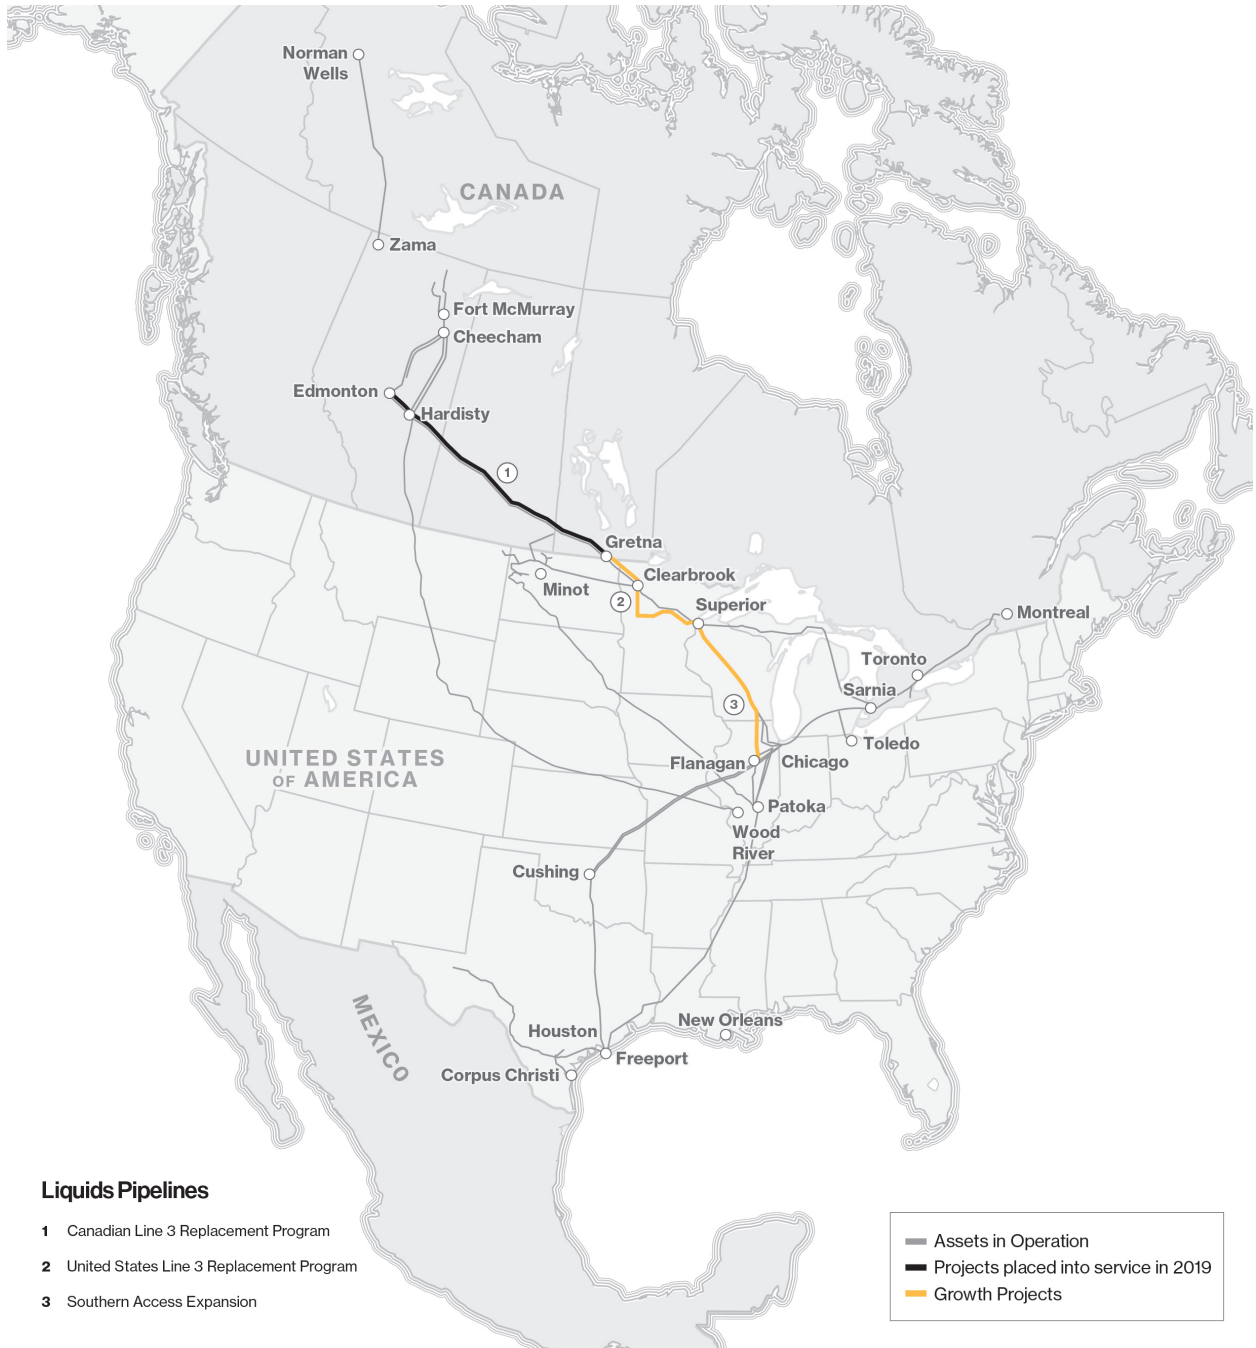 Norman
Wells
CANADA
Zama
Fort McMurray
Cheecham
Edmonton
Hardisty
1
Gretna
Clearbrook
Minot
2
Superior
Montreal
Toronto
Sarnia
3
UNITED STATES
OF AMERICA
Toledo
Flanagan
Chicago
Patoka
Wood
River
Cushing
MEXICO
New Orleans
Houston
Freeport
Corpus Christi
Liquids Pipelines
1 Canadian Line 3 Replacement Program
2 United States Line 3 Replacement Program
3 Southern Access Expansion
Assets in Operation
Projects placed into service in 2019
Growth Projects